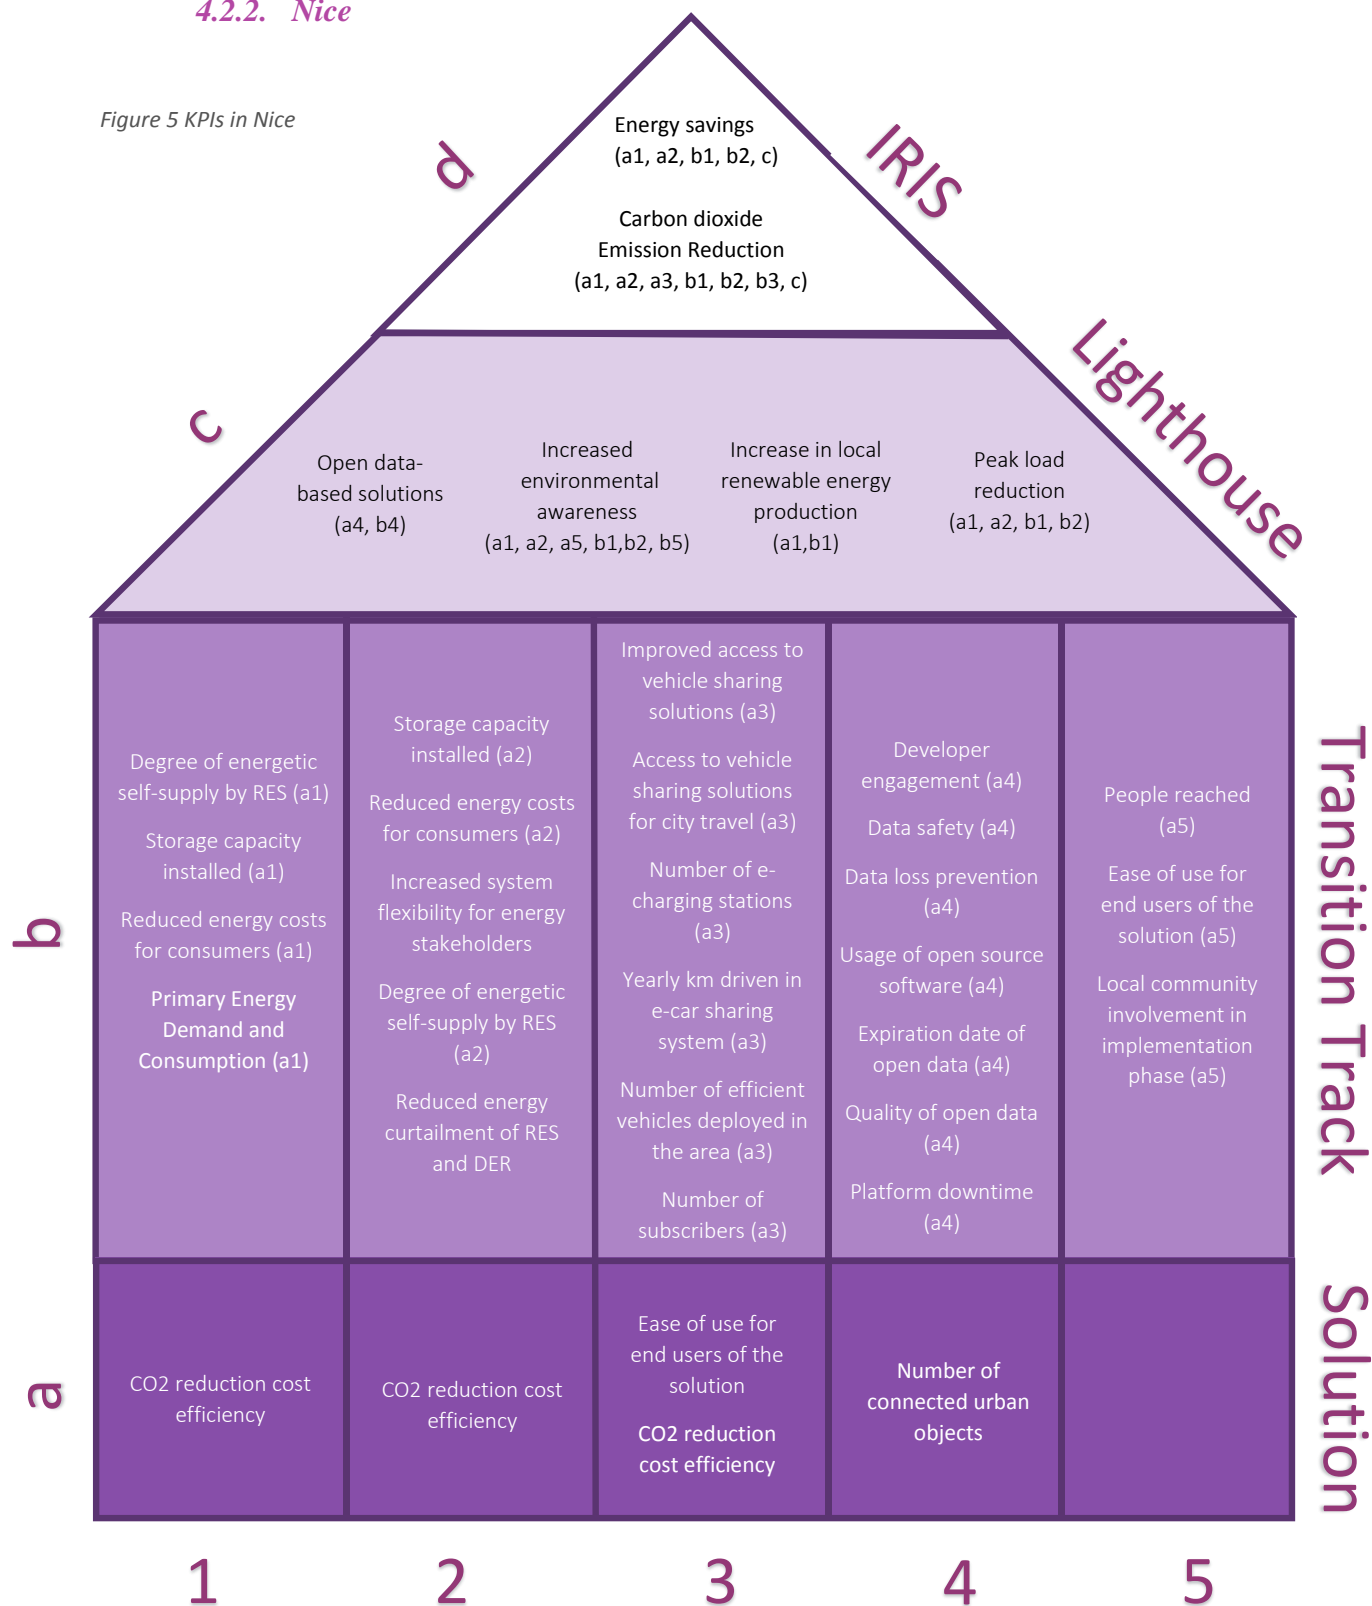 4.2.2. Nice
Figure 5 KPIs in Nice
d
IRIS
Energy savings
(a1, a2, b1, b2, c)
Carbon dioxide
Emission Reduction
(a1, a2, a3, b1, b2, b3, c)
c
Lighthouse
Open data-
based solutions
(a4, b4)
Increased
environmental
awareness
(a1, a2, a5, b1,b2, b5)
Increase in local
renewable energy
production
(a1,b1)
Peak load
reduction
(a1, a2, b1, b2)
b
Transition Track
Degree of energetic
self-supply by RES (a1)
Storage capacity
installed (a1)
Reduced energy costs
for consumers (a1)
Primary Energy
Demand and
Consumption (a1)
Storage capacity
installed (a2)
Reduced energy costs
for consumers (a2)
Increased system
flexibility for energy
stakeholders
Degree of energetic
self-supply by RES
(a2)
Reduced energy
curtailment of RES
and DER
Improved access to
vehicle sharing
solutions (a3)
Access to vehicle
sharing solutions
for city travel (a3)
Number of e-
charging stations
(a3)
Yearly km driven in
e-car sharing
system (a3)
Number of efficient
vehicles deployed in
the area (a3)
Number of
subscribers (a3)
Developer
engagement (a4)
Data safety (a4)
Data loss prevention
(a4)
Usage of open source
software (a4)
Expiration date of
open data (a4)
Quality of open data
(a4)
Platform downtime
(a4)
People reached
(a5)
Ease of use for
end users of the
solution (a5)
Local community
involvement in
implementation
phase (a5)
a
Solution
CO2 reduction cost
efficiency
CO2 reduction cost
efficiency
Ease of use for
end users of the
solution
CO2 reduction
cost efficiency
Number of
connected urban
objects
1
2
3
4
5